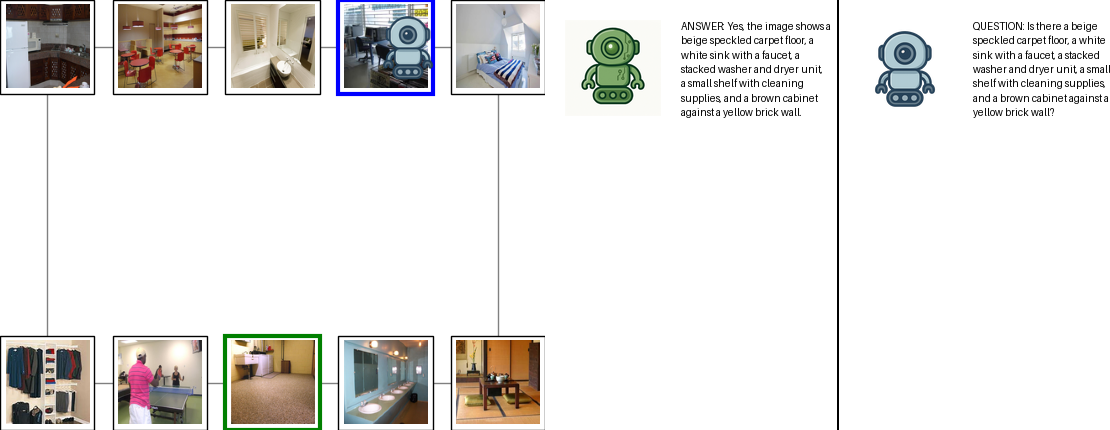 ANSWER: Yes, the image shows a
beige speckled carpet floor, a
white sink with a faucet, a
stacked washer and dryer unit,
a small shelf with cleaning
supplies, and a brown cabinet
against a yellow brick wall.
QUESTION: Is there a beige
speckled carpet floor, a white
sink with a faucet, a stacked
washer and dryer unit, a small
shelf with cleaning supplies,
and a brown cabinet against a
yellow brick wall?